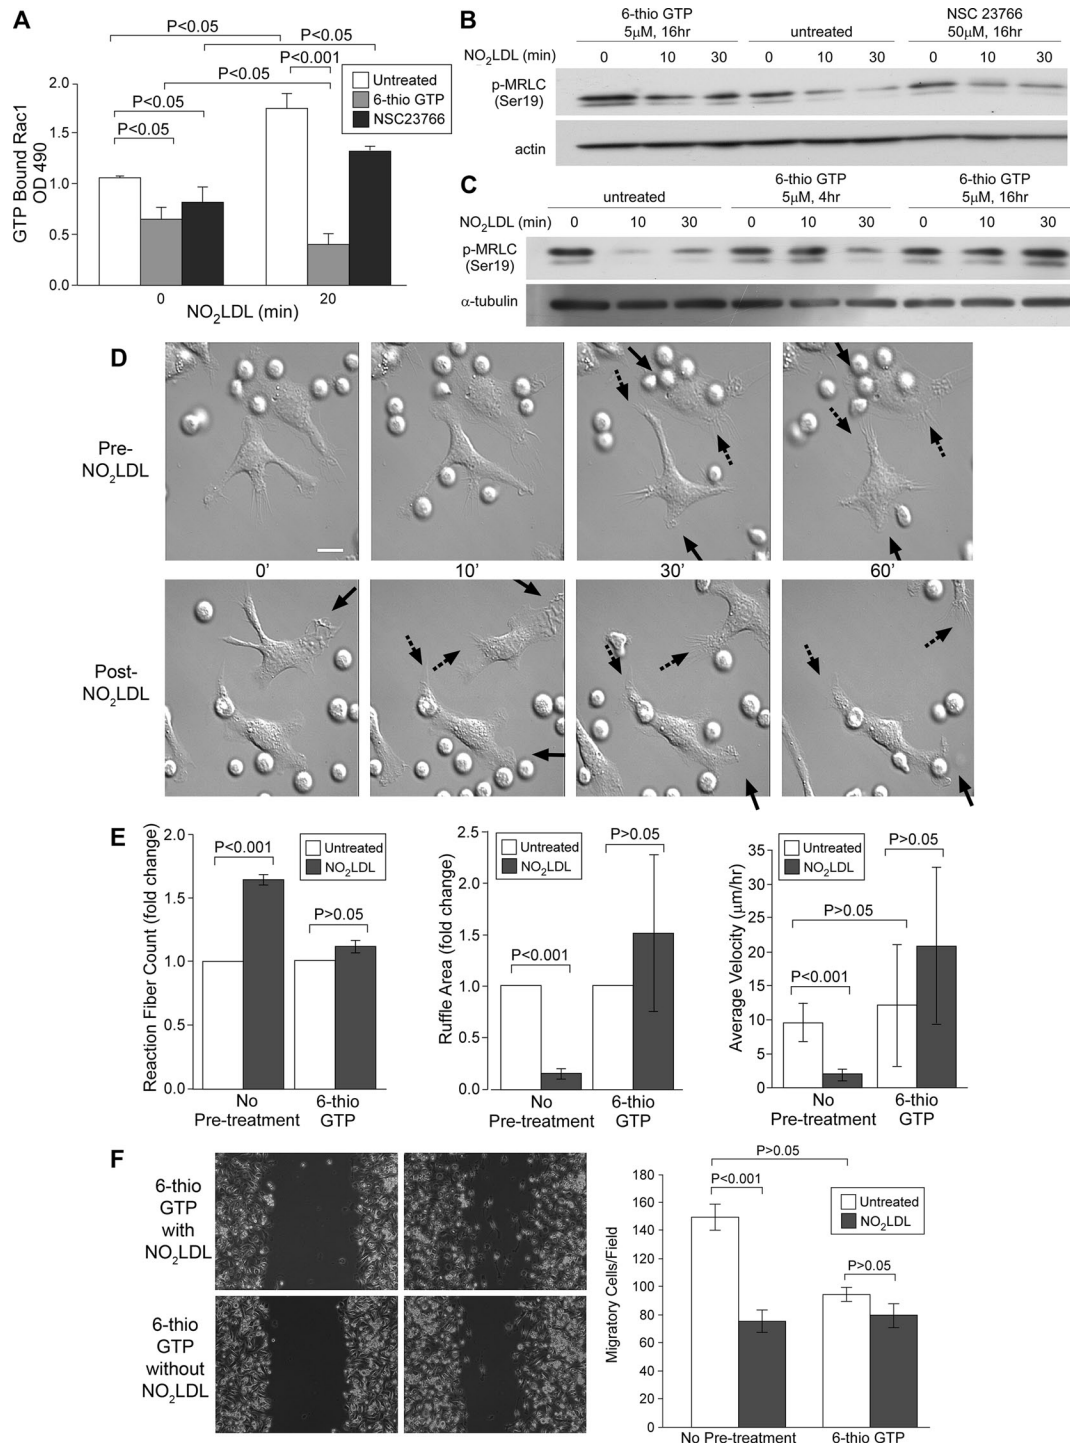 A
P<0.05
P<0.05
P<0.001
P<0.05
P<0.05
P<0.05
Untreated
6-thio GTP
NSC23766
GTP Bound Rac1
OD 490
2.0
1.5
1.0
0.5
0.0
0
20
NO₂LDL (min)
B
6-thio GTP
5µM, 16hr
untreated
NSC 23766
50µM, 16hr
NO₂LDL (min)
0
10
30
0
10
30
0
10
30
p-MRLC
(Ser19)
actin
C
untreated
6-thio GTP
5µM, 4hr
6-thio GTP
5µM, 16hr
NO₂LDL (min)
0
10
30
0
10
30
0
10
30
p-MRLC
(Ser19)
α-tubulin
D
Pre-
NO₂LDL
0'
10'
30'
60'
Post-
NO₂LDL
E
Reaction Fiber Count (fold change)
2.0
1.5
1.0
0.5
0.0
Untreated
NO₂LDL
P<0.001
P>0.05
No
Pre-treatment
6-thio
GTP
Ruffle Area (fold change)
2.5
2.0
1.5
1.0
0.5
0.0
Untreated
NO₂LDL
P>0.05
P<0.001
No
Pre-treatment
6-thio
GTP
Average Velocity (µm/hr)
35
30
25
20
15
10
5
0
Untreated
NO₂LDL
P>0.05
P>0.05
P<0.001
No
Pre-treatment
6-thio
GTP
F
6-thio
GTP
with
NO₂LDL
6-thio
GTP
without
NO₂LDL
Migratory Cells/Field
180
160
140
120
100
80
60
40
20
0
P>0.05
P<0.001
Untreated
NO₂LDL
P>0.05
No Pre-treatment
6-thio GTP